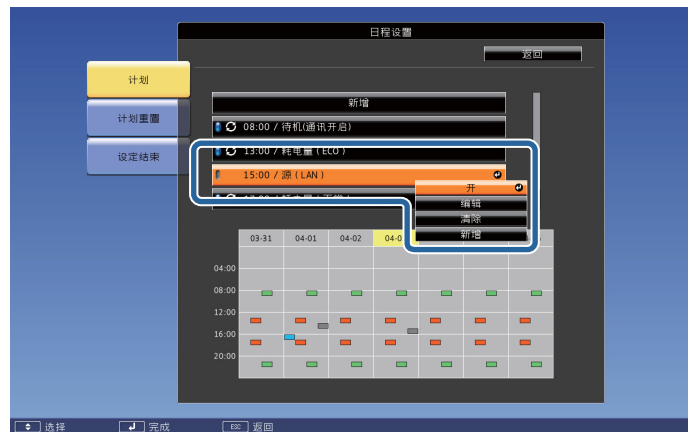 日程设置
返回
计划
计划重置
设定结束
新增
08:00 / 待机(通讯开启)
13:00 / 耗电量 ( ECO )
15:00 / 源 ( LAN )
开
编辑
清除
新增
03-31 04-01 04-02 04-0
04:00
08:00
12:00
16:00
20:00
选择 完成 ESC 返回